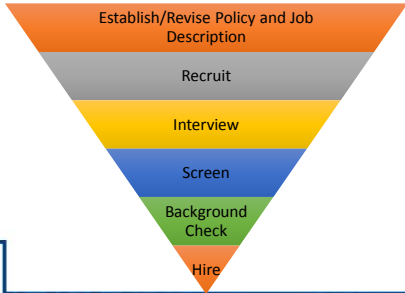 Establish/Revise Policy and Job
Description
Recruit
Interview
Screen
Background
Check
Hire